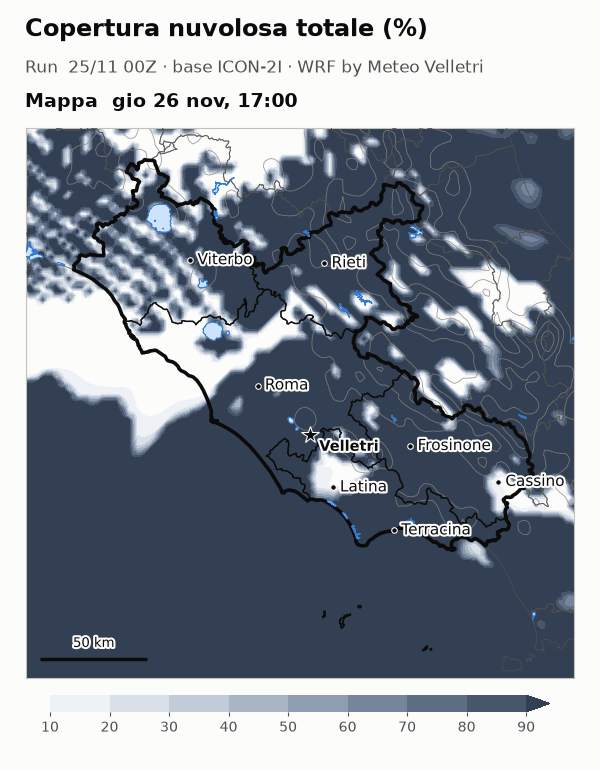 Copertura nuvolosa totale (%)
Run  25/11 00Z · base ICON-2I · WRF by Meteo Velletri
Mappa  gio 26 nov, 17:00
Viterbo
Rieti
Roma
Velletri
Frosinone
Latina
Cassino
Terracina
50 km
10 20 30 40 50 60 70 80 90